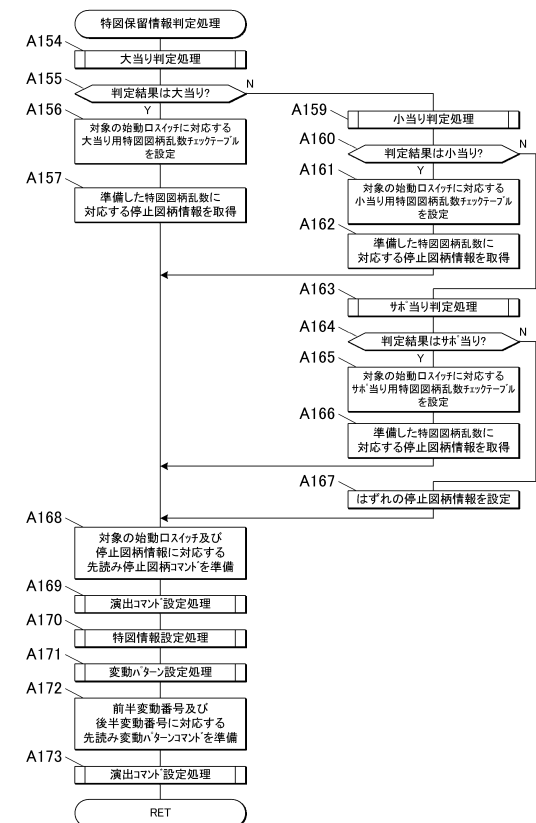 特図保留情報判定処理
A154
大当り判定処理
A155
判定結果は大当り?
N
Y
A156
対象の始動口スイッチに対応する
大当り用特図図柄乱数チェックテーブル
を設定
A157
準備した特図図柄乱数に
対応する停止図柄情報を取得
A159
小当り判定処理
A160
判定結果は小当り?
N
Y
A161
対象の始動口スイッチに対応する
小当り用特図図柄乱数チェックテーブル
を設定
A162
準備した特図図柄乱数に
対応する停止図柄情報を取得
A163
サポ当り判定処理
A164
判定結果はサポ当り?
N
Y
A165
対象の始動口スイッチに対応する
サポ当り用特図図柄乱数チェックテーブル
を設定
A166
準備した特図図柄乱数に
対応する停止図柄情報を取得
A167
はずれの停止図柄情報を設定
A168
対象の始動口スイッチ及び
停止図柄情報に対応する
先読み停止図柄コマンドを準備
A169
演出コマンド設定処理
A170
特図情報設定処理
A171
変動パターン設定処理
A172
前半変動番号及び
後半変動番号に対応する
先読み変動パターンコマンドを準備
A173
演出コマンド設定処理
RET